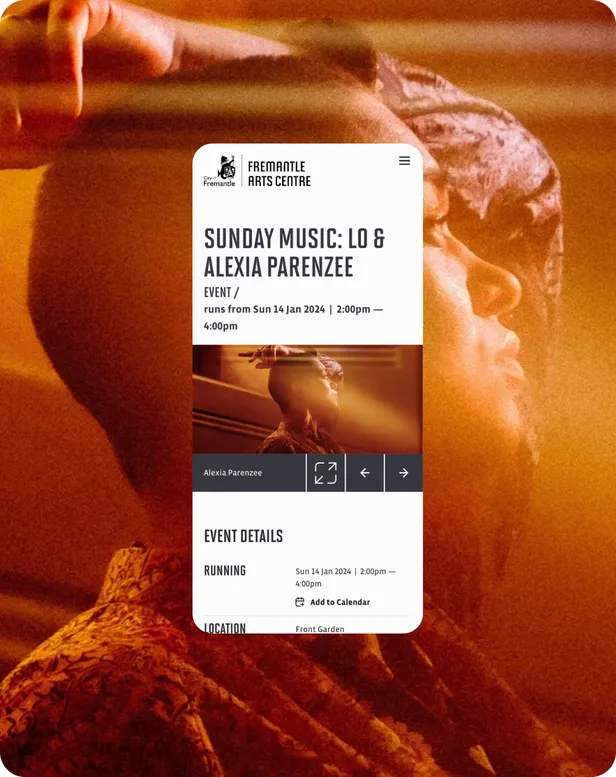 City of
Fremantle
FREMANTLE
ARTS CENTRE
SUNDAY MUSIC: LO &
ALEXIA PARENZEE
EVENT /
runs from Sun 14 Jan 2024 | 2:00pm —
4:00pm
Alexia Parenzee
EVENT DETAILS
RUNNING
Sun 14 Jan 2024 | 2:00pm —
4:00pm
Add to Calendar
LOCATION
Front Garden